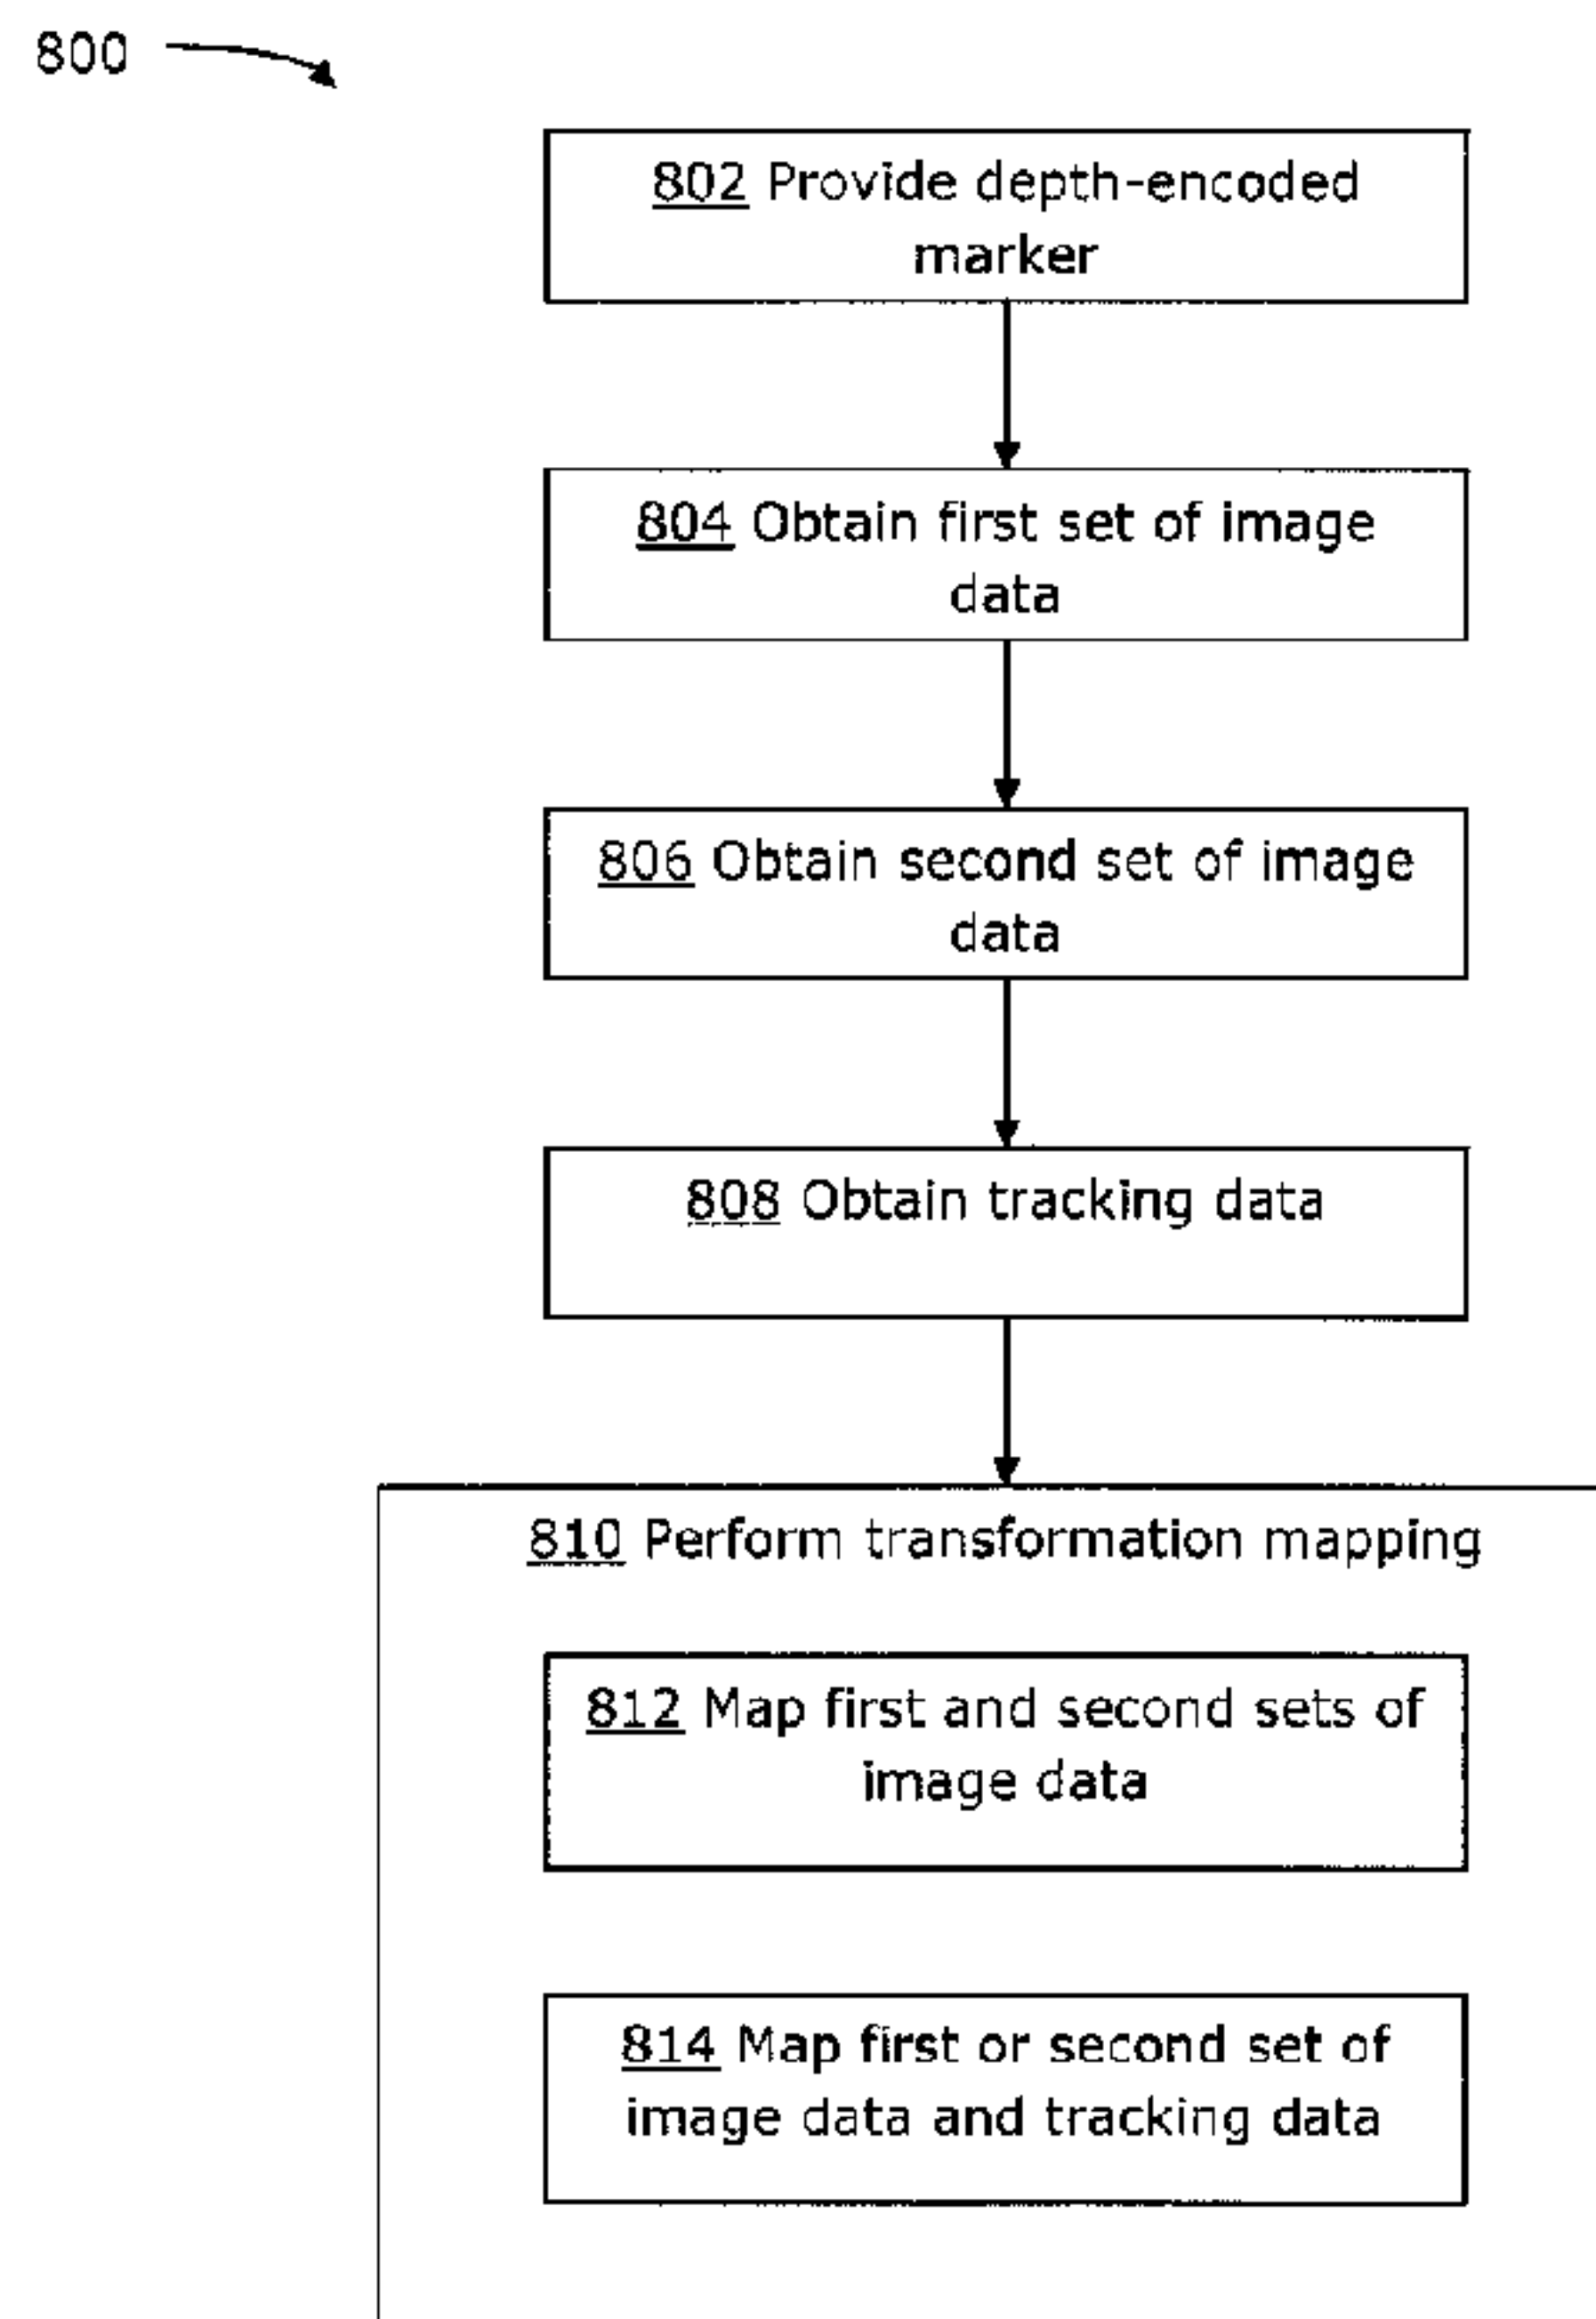 800
802 Provide depth-encoded
marker
804 Obtain first set of image
data
806 Obtain second set of image
data
808 Obtain tracking data
810 Perform transformation mapping
812 Map first and second sets of
image data
814 Map first or second set of
image data and tracking data